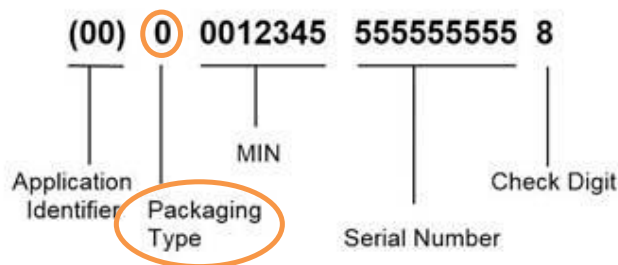 (00) 0 0012345 555555555 8
MIN
Application
Identifier
Packaging
Type
Serial Number
Check Digit